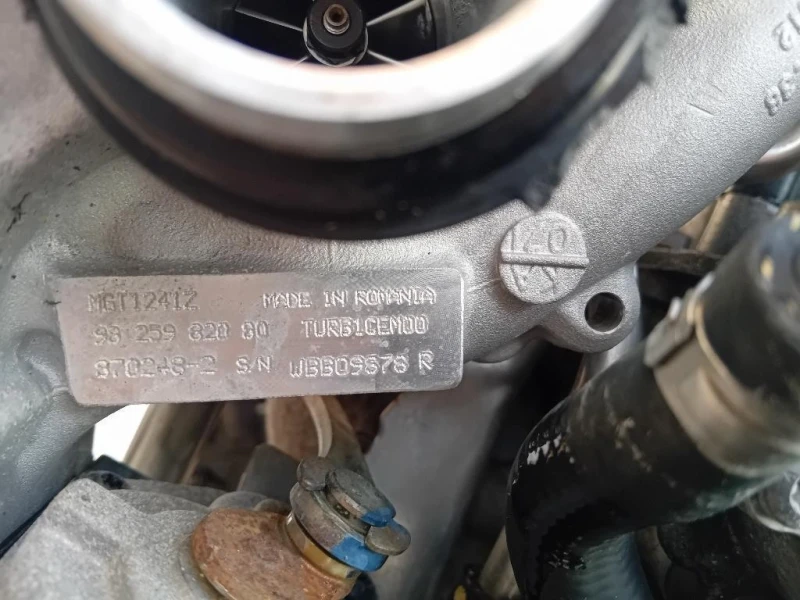 MGT1241Z MADE IN ROMANIA
98 259 820 80 TURB1CEM00
870248-2 S/N WBB09878 R